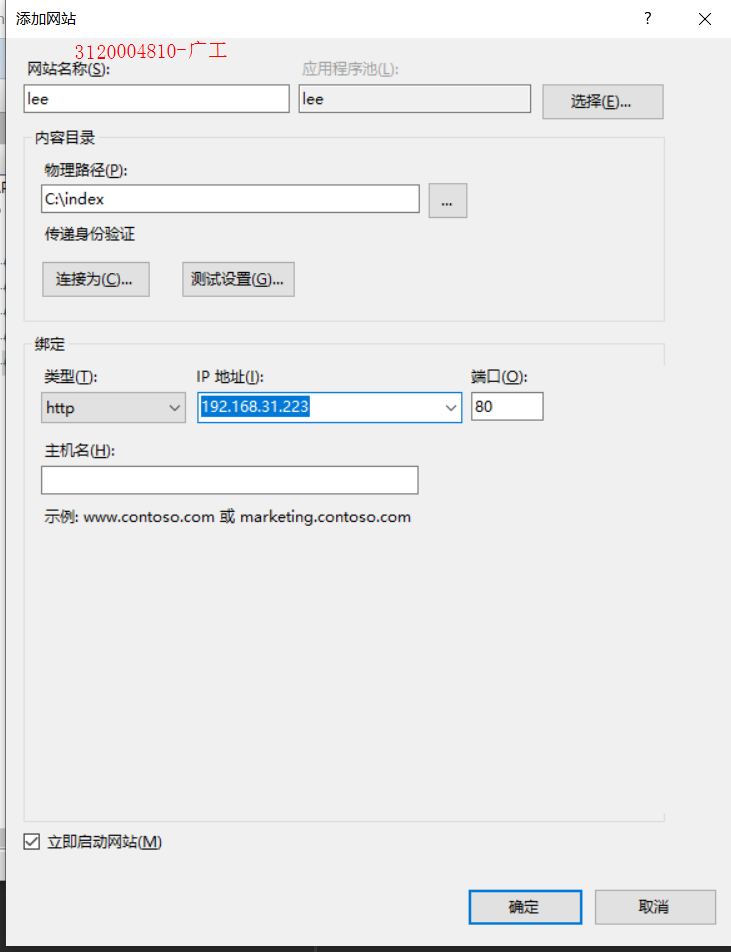 添加网站
?
3120004810-广工
网站名称(S):
应用程序池(L):
lee
lee
选择(E)...
内容目录
物理路径(P):
C:\index
...
传递身份验证
连接为(C)...
测试设置(G)...
绑定
类型(T):
IP 地址(I):
端口(O):
http
192.168.31.223
80
主机名(H):
示例: www.contoso.com 或 marketing.contoso.com
立即启动网站(M)
确定
取消